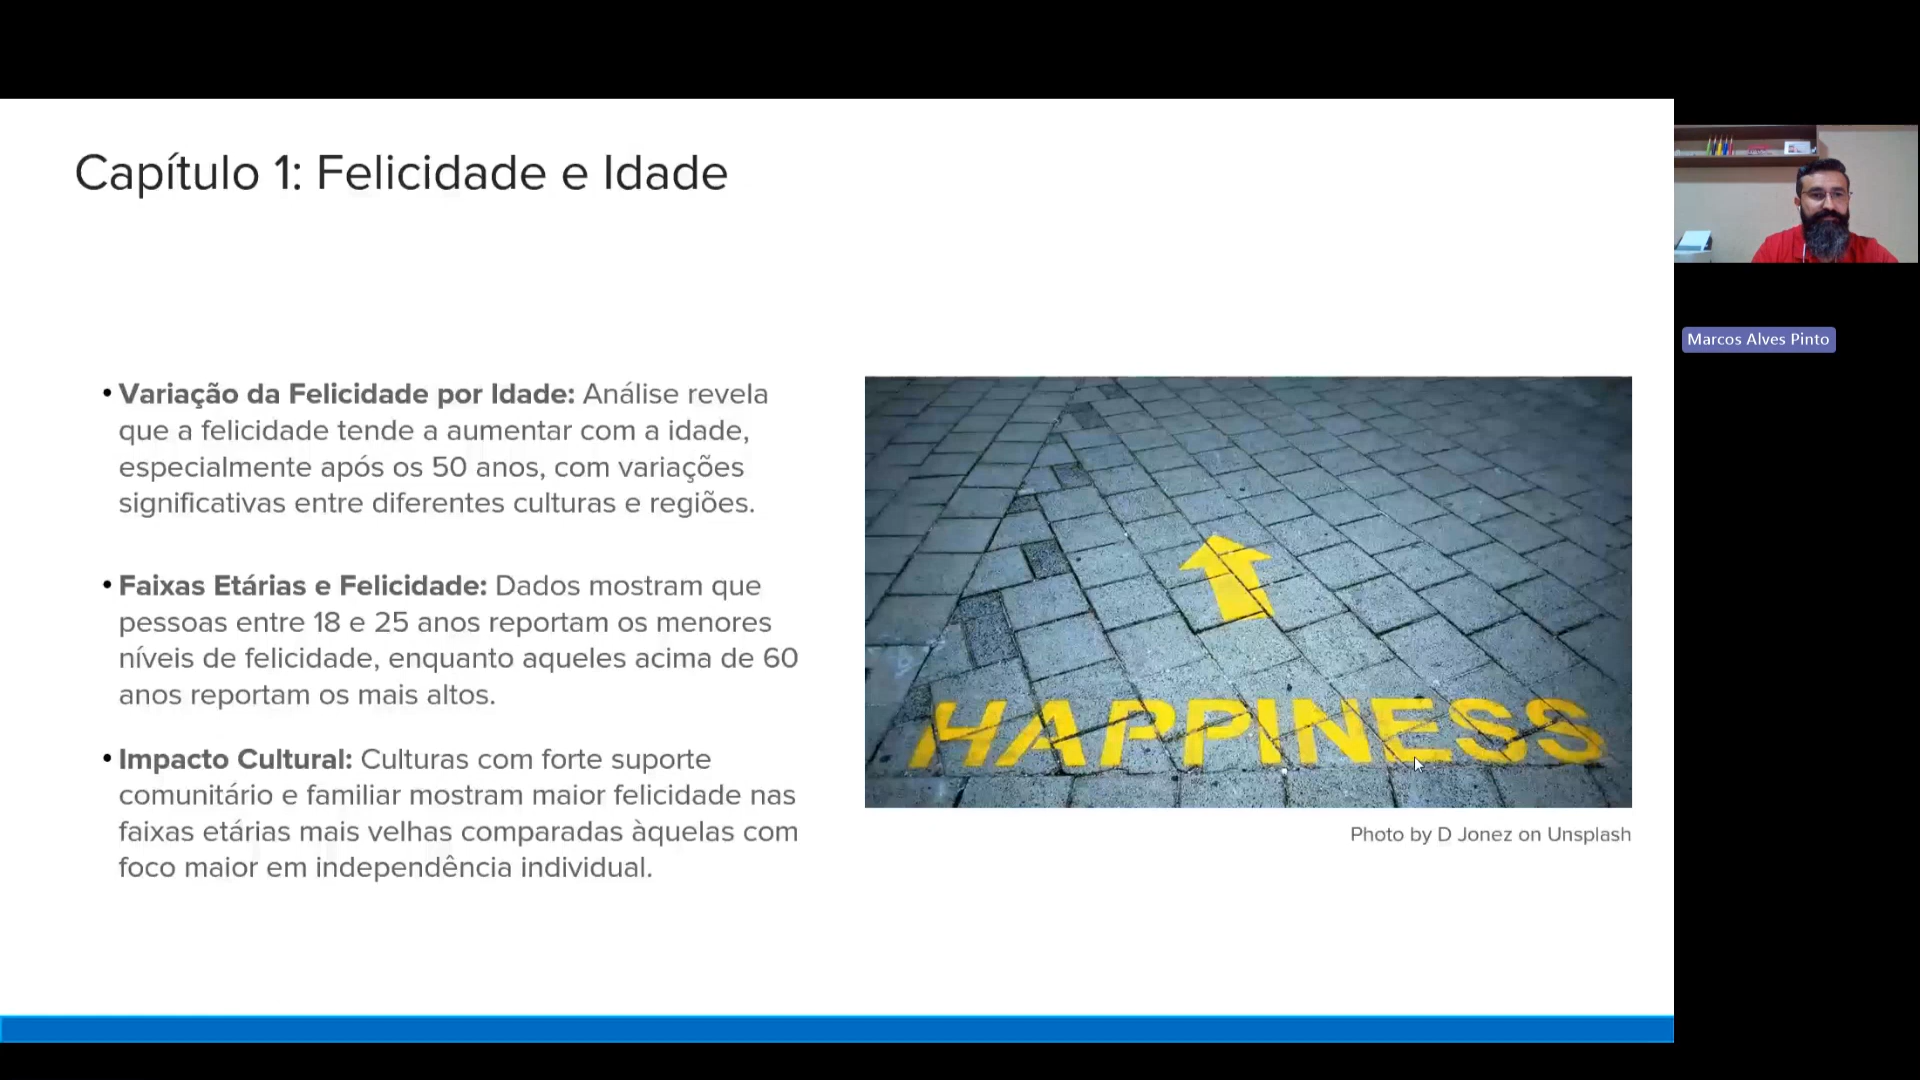 Capítulo 1: Felicidade e Idade
• Variação da Felicidade por Idade: Análise revela
que a felicidade tende a aumentar com a idade,
especialmente após os 50 anos, com variações
significativas entre diferentes culturas e regiões.
• Faixas Etárias e Felicidade: Dados mostram que
pessoas entre 18 e 25 anos reportam os menores
níveis de felicidade, enquanto aqueles acima de 60
anos reportam os mais altos.
• Impacto Cultural: Culturas com forte suporte
comunitário e familiar mostram maior felicidade nas
faixas etárias mais velhas comparadas àquelas com
foco maior em independência individual.
HAPPINESS
Photo by D Jonez on Unsplash
Marcos Alves Pinto